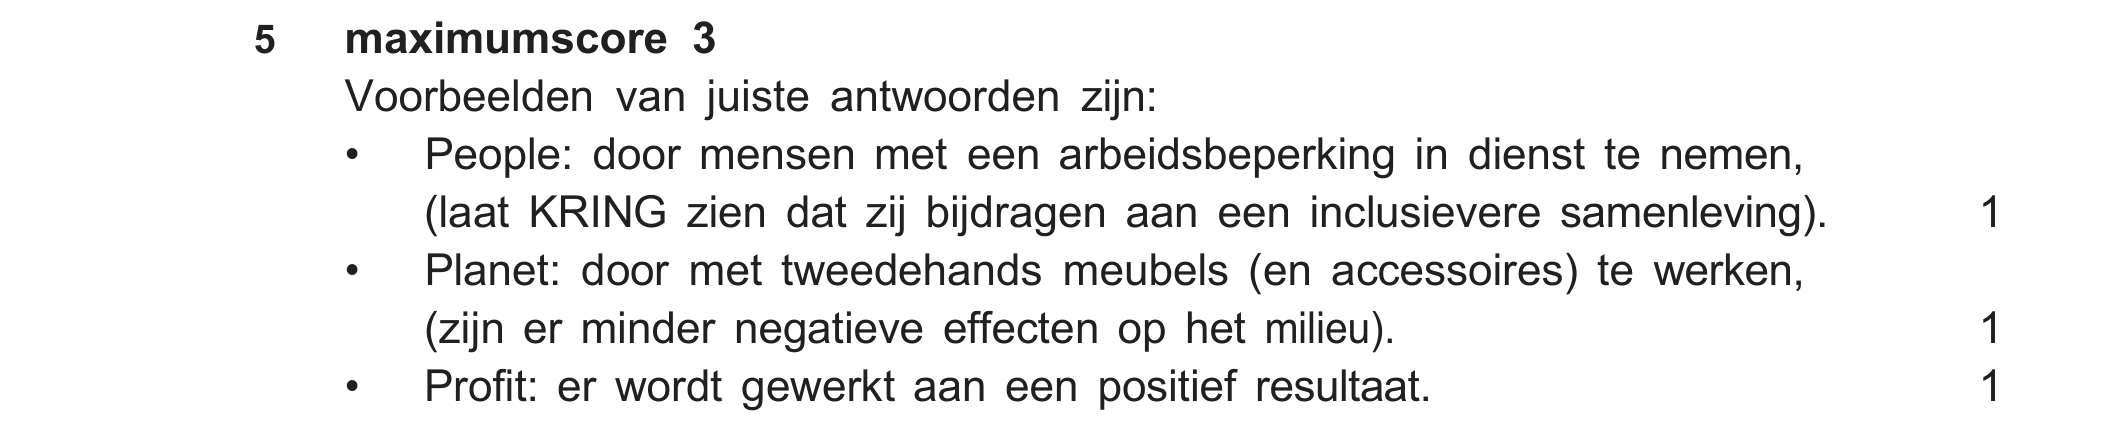 5 maximumscore 3
Voorbeelden van juiste antwoorden zijn:
• People: door mensen met een arbeidsbeperking in dienst te nemen,
(laat KRING zien dat zij bijdragen aan een inclusievere samenleving). 1
• Planet: door met tweedehands meubels (en accessoires) te werken,
(zijn er minder negatieve effecten op het milieu). 1
• Profit: er wordt gewerkt aan een positief resultaat. 1